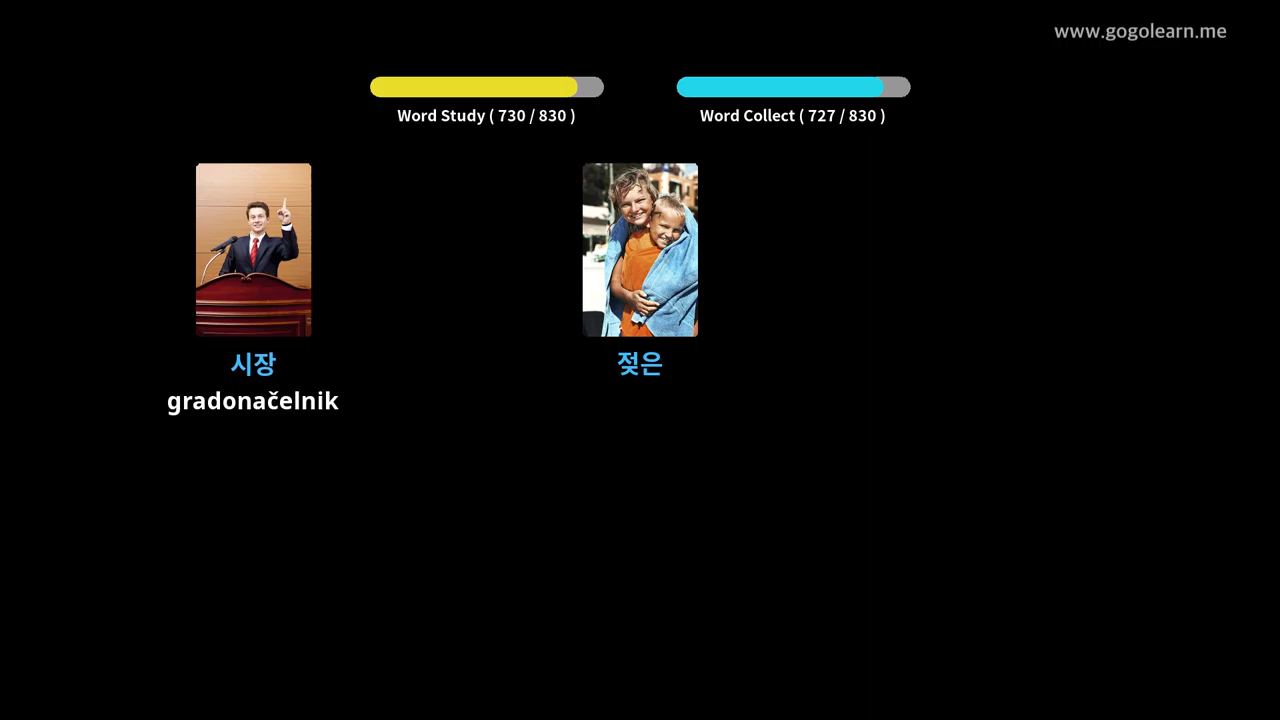 www.gogolearn.me
Word Study ( 730 / 830 )
Word Collect ( 727 / 830 )
시장
젖은
gradonačelnik